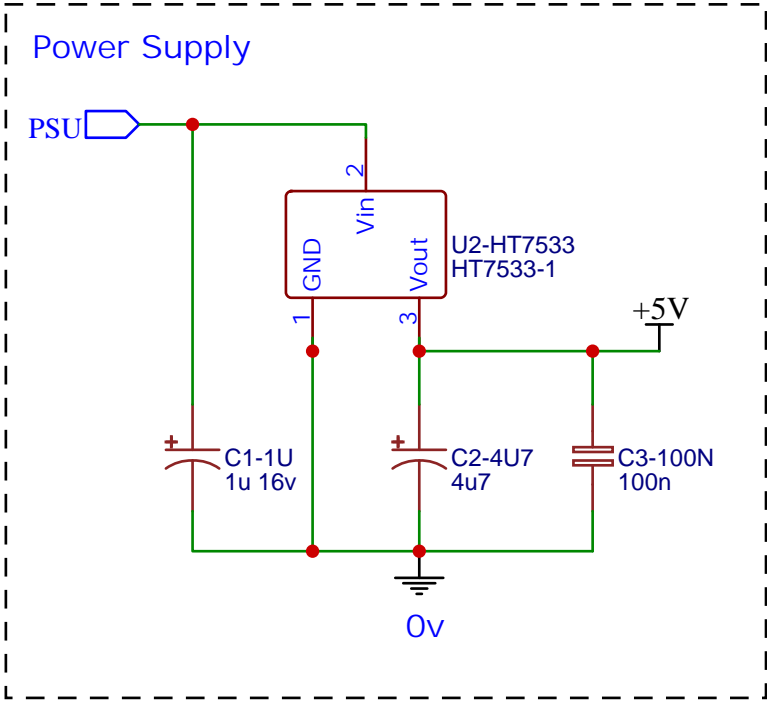 Power Supply
PSU
2
Vin
GND
Vout
U2-HT7533
HT7533-1
1
3
+5V
+
C1-1U
1u 16v
+
C2-4U7
4u7
C3-100N
100n
0v